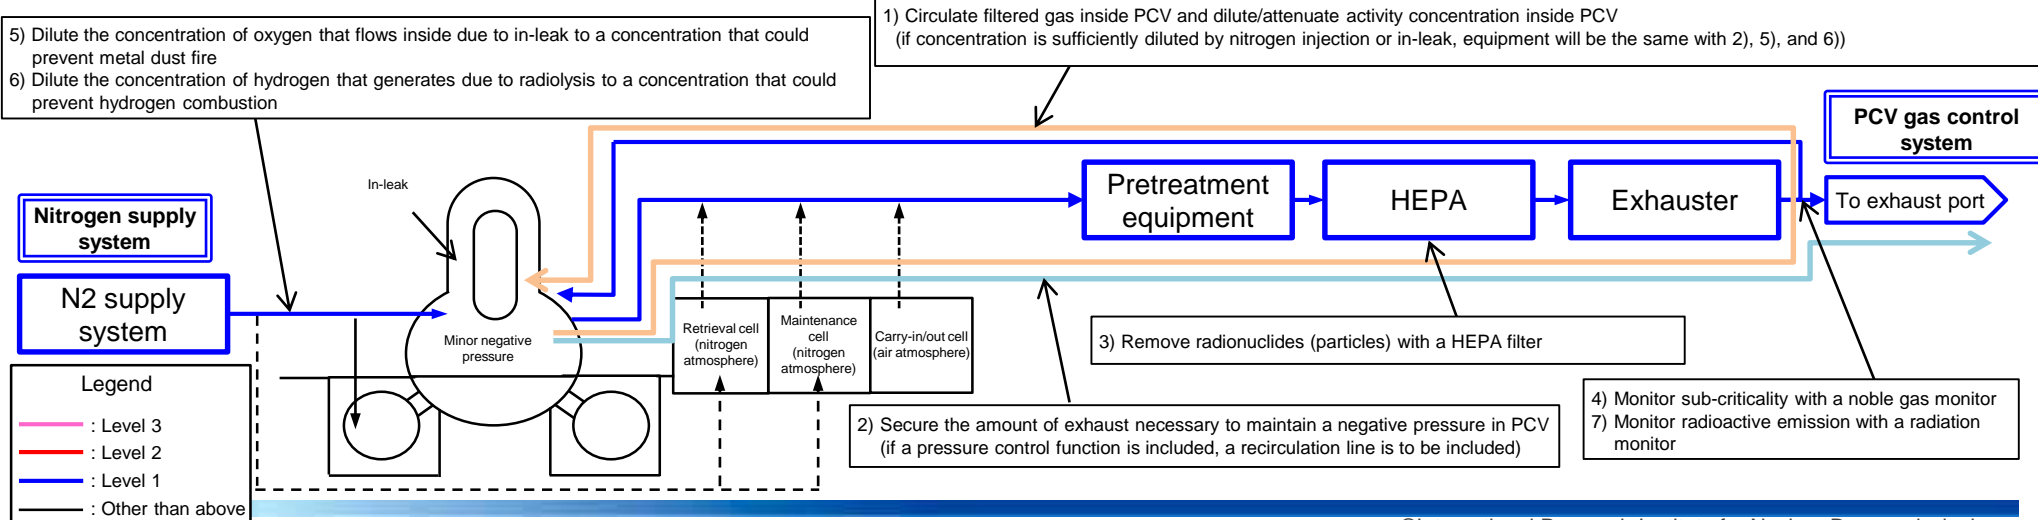 1) Circulate filtered gas inside PCV and dilute/attenuate activity concentration inside PCV
(if concentration is sufficiently diluted by nitrogen injection or in-leak, equipment will be the same with 2), 5), and 6))
5) Dilute the concentration of oxygen that flows inside due to in-leak to a concentration that could
prevent metal dust fire
6) Dilute the concentration of hydrogen that generates due to radiolysis to a concentration that could
prevent hydrogen combustion
PCV gas control
system
In-leak
Nitrogen supply
system
Pretreatment
equipment
HEPA
Exhauster
To exhaust port
N2 supply
system
Minor negative
pressure
Retrieval cell
(nitrogen
atmosphere)
Maintenance
cell
(nitrogen
atmosphere)
Carry-in/out cell
(air atmosphere)
3) Remove radionuclides (particles) with a HEPA filter
Legend
: Level 3
: Level 2
: Level 1
: Other than above
2) Secure the amount of exhaust necessary to maintain a negative pressure in PCV
(if a pressure control function is included, a recirculation line is to be included)
4) Monitor sub-criticality with a noble gas monitor
7) Monitor radioactive emission with a radiation
monitor